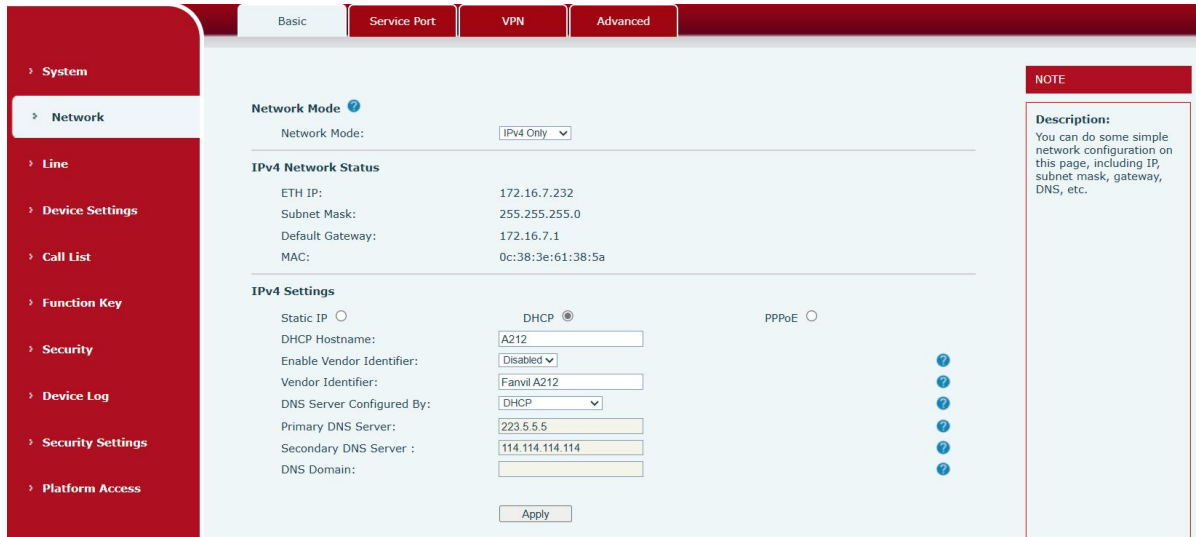 Basic Service Port VPN Advanced
System
Network
Line
Device Settings
Call List
Function Key
Security
Device Log
Security Settings
Platform Access
Network Mode
Network Mode: IPv4 Only
IPv4 Network Status
ETH IP: 172.16.7.232
Subnet Mask: 255.255.255.0
Default Gateway: 172.16.7.1
MAC: 0c:38:3e:61:38:5a
IPv4 Settings
Static IP DHCP PPPoE
DHCP Hostname: A212
Enable Vendor Identifier: Disabled
Vendor Identifier: Fanvil A212
DNS Server Configured By: DHCP
Primary DNS Server: 223.5.5.5
Secondary DNS Server : 114.114.114.114
DNS Domain:
Apply
NOTE
Description:
You can do some simple
network configuration on
this page, including IP,
subnet mask, gateway,
DNS, etc.